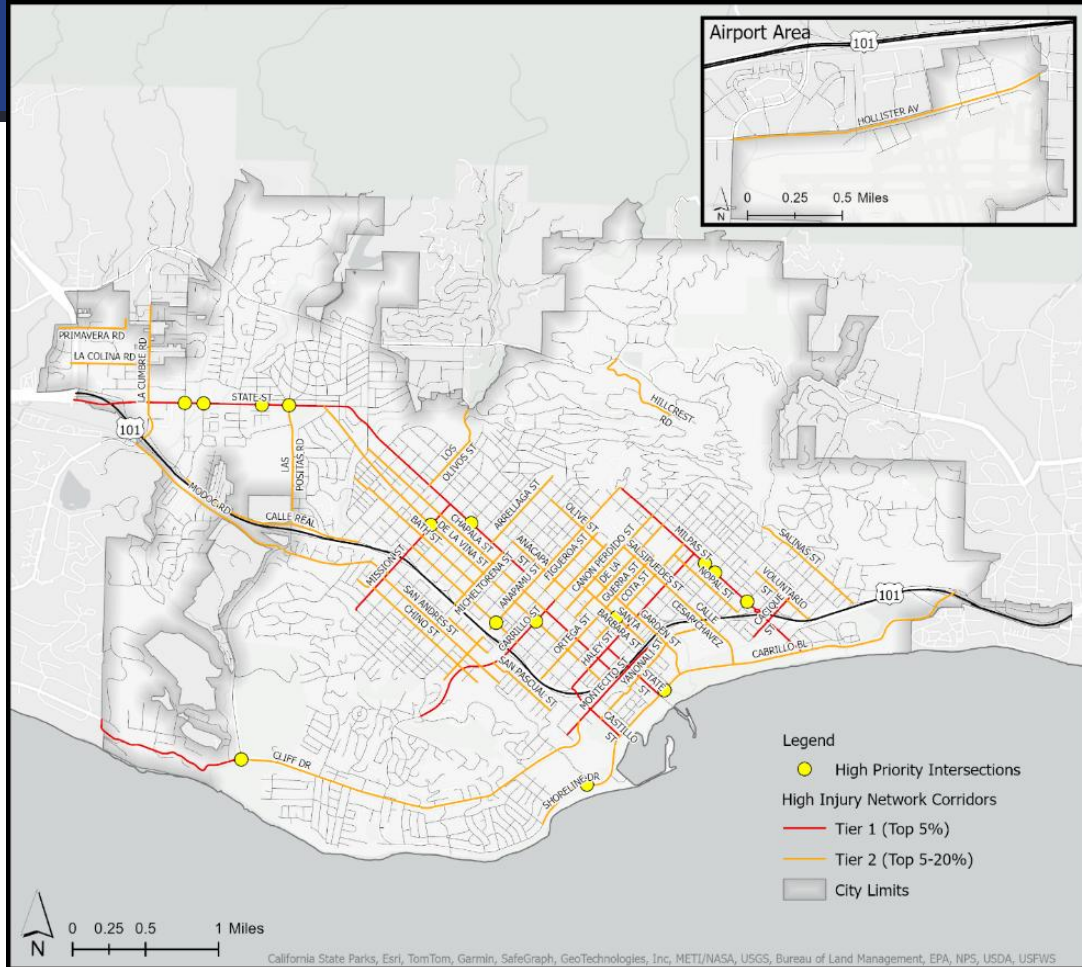 Airport Area
101
HOLLISTER AV
0 0.25 0.5 Miles
N
PRIMAVERA RD
LA COLINA RD
LA CUMBRE RD
STATE ST
101
LAS
POSITAS RD
MODOC RD
CALLE REAL
LOS
OLIVOS ST
HILLCREST
RD
MISSION ST
BATH ST
DE LA VINA ST
CHAPALA ST
ARRELLAGA ST
MICHELTORENA ST
ANACAPA
ST
ANAPAMU ST
OLIVE ST
FIGUEROA ST
CANON PERDIDO ST
DE LA
GUERRA ST
COTA ST
SALSIPUEDES ST
MILPAS ST
NOPAL ST
SALINAS ST
VOLUNTARIO
ST
CACIQUE
ST
SAN ANDRES ST
CHINO ST
CARRILLO ST
SAN PASCUAL ST
ORTEGA ST
SANTA
BARBARA ST
HALEY ST
GARDEN ST
CALLE
CESAR CHAVEZ
YANONALI ST
MONTECITO ST
STATE
ST
CASTILLO
ST
101
CABRILLO BL
CLIFF DR
SHORELINE DR
Legend
High Priority Intersections
High Injury Network Corridors
Tier 1 (Top 5%)
Tier 2 (Top 5-20%)
City Limits
N
0 0.25 0.5 1 Miles
California State Parks, Esri, TomTom, Garmin, SafeGraph, GeoTechnologies, Inc, METI/NASA, USGS, Bureau of Land Management, EPA, NPS, USDA, USFWS